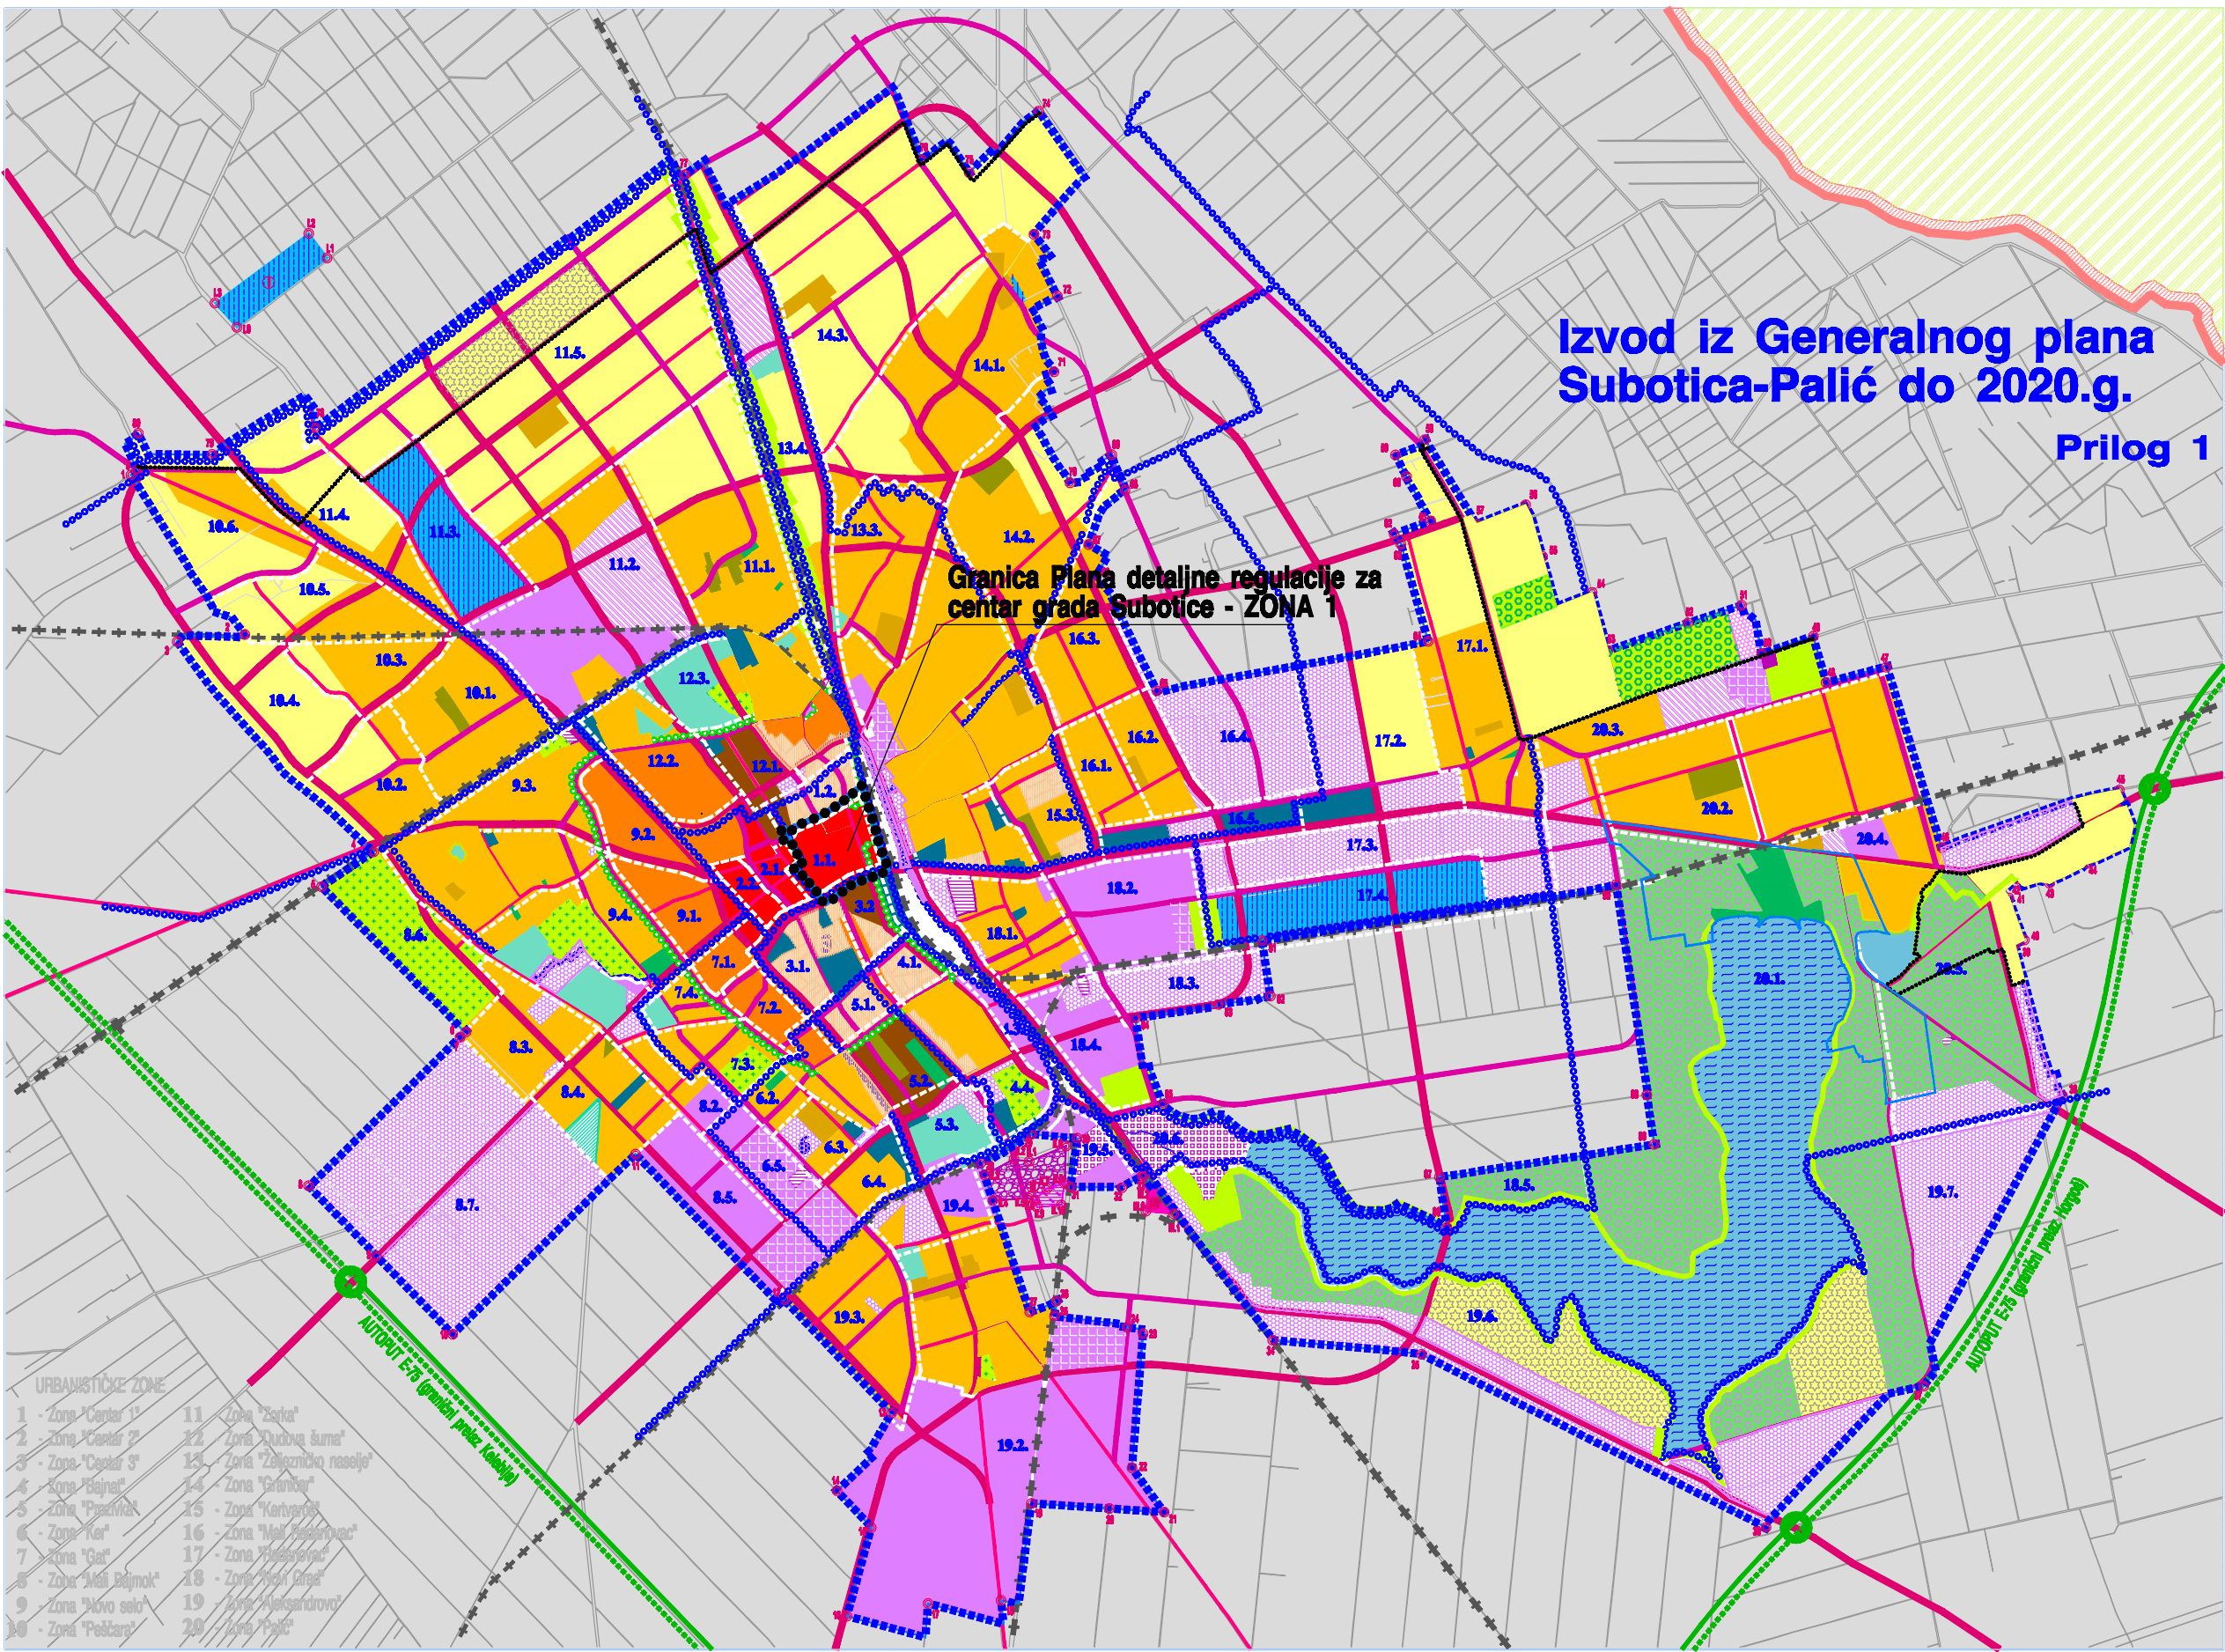 Izvod iz Generalnog plana
Subotica-Palić do 2020.g.
Prilog 1
Granica Plana detaljne regulacije za
centar grada Subotice - ZONA 1
11.5.
14.3.
14.1.
13.4.
10.6.
11.4.
11.3.
11.2.
11.1.
13.3.
14.2.
10.5.
10.3.
10.4.
10.1.
12.3.
16.3.
17.1.
10.2.
9.3.
12.2.
12.1.
1.2.
16.1.
16.2.
16.4.
17.2.
20.3.
9.2.
2.1.
2.2.
1.1.
15.3.
16.5.
17.3.
20.2.
20.4.
8.6.
9.4.
9.1.
3.2
18.2.
17.4.
7.1.
3.1.
4.1.
18.1.
18.3.
20.1.
7.4.
7.2.
5.1.
8.3.
7.3.
18.4.
8.4.
8.2.
6.2.
5.2.
4.4.
6.3.
5.3.
19.5.
20.6.
8.7.
6.5.
6.4.
8.5.
19.4.
18.5.
19.7.
19.3.
19.6.
19.2.
AUTOPUT E-75 (granični prelaz Kelebija)
AUTOPUT E-75 (granični prelaz Horgoš)
URBANISTIČKE ZONE
1 - Zona "Centar 1"
2 - Zona "Centar 2"
3 - Zona "Centar 3"
4 - Zona "Bajnat"
5 - Zona "Prozivka"
6 - Zona "Ker"
7 - Zona "Gat"
8 - Zona "Mali Bajmok"
9 - Zona "Novo selo"
10 - Zona "Peščara"
11 - Zona "Zorka"
12 - Zona "Dudova šuma"
13 - Zona "Željezničko naselje"
14 - Zona "Graničar"
15 - Zona "Kertvaroš"
16 - Zona "Mali Radanovac"
17 - Zona "Radanovac"
18 - Zona "Novi Grad"
19 - Zona "Aleksandrovo"
20 - Zona "Palić"